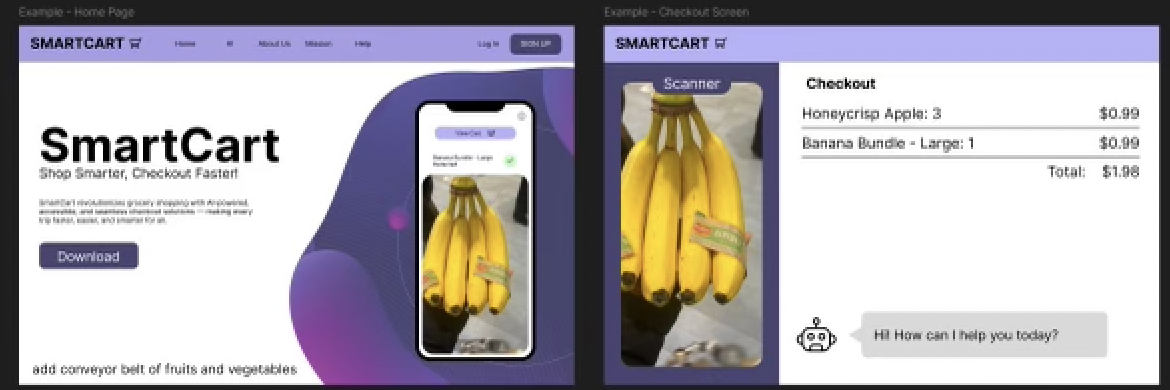 Example - Home Page
SMARTCART
Home
AI
About Us
Mission
Help
Log In
SIGN UP
SmartCart
Shop Smarter, Checkout Faster!
SmartCart revolutionizes grocery shopping with AI-powered,
accessible, and seamless checkout solutions — making every
trip faster, easier, and smarter for all.
Download
View Cart
Banana Bundle - Large
add conveyor belt of fruits and vegetables
Example - Checkout Screen
SMARTCART
Scanner
Checkout
Honeycrisp Apple: 3 $0.99
Banana Bundle - Large: 1 $0.99
Total: $1.98
Hi! How can I help you today?